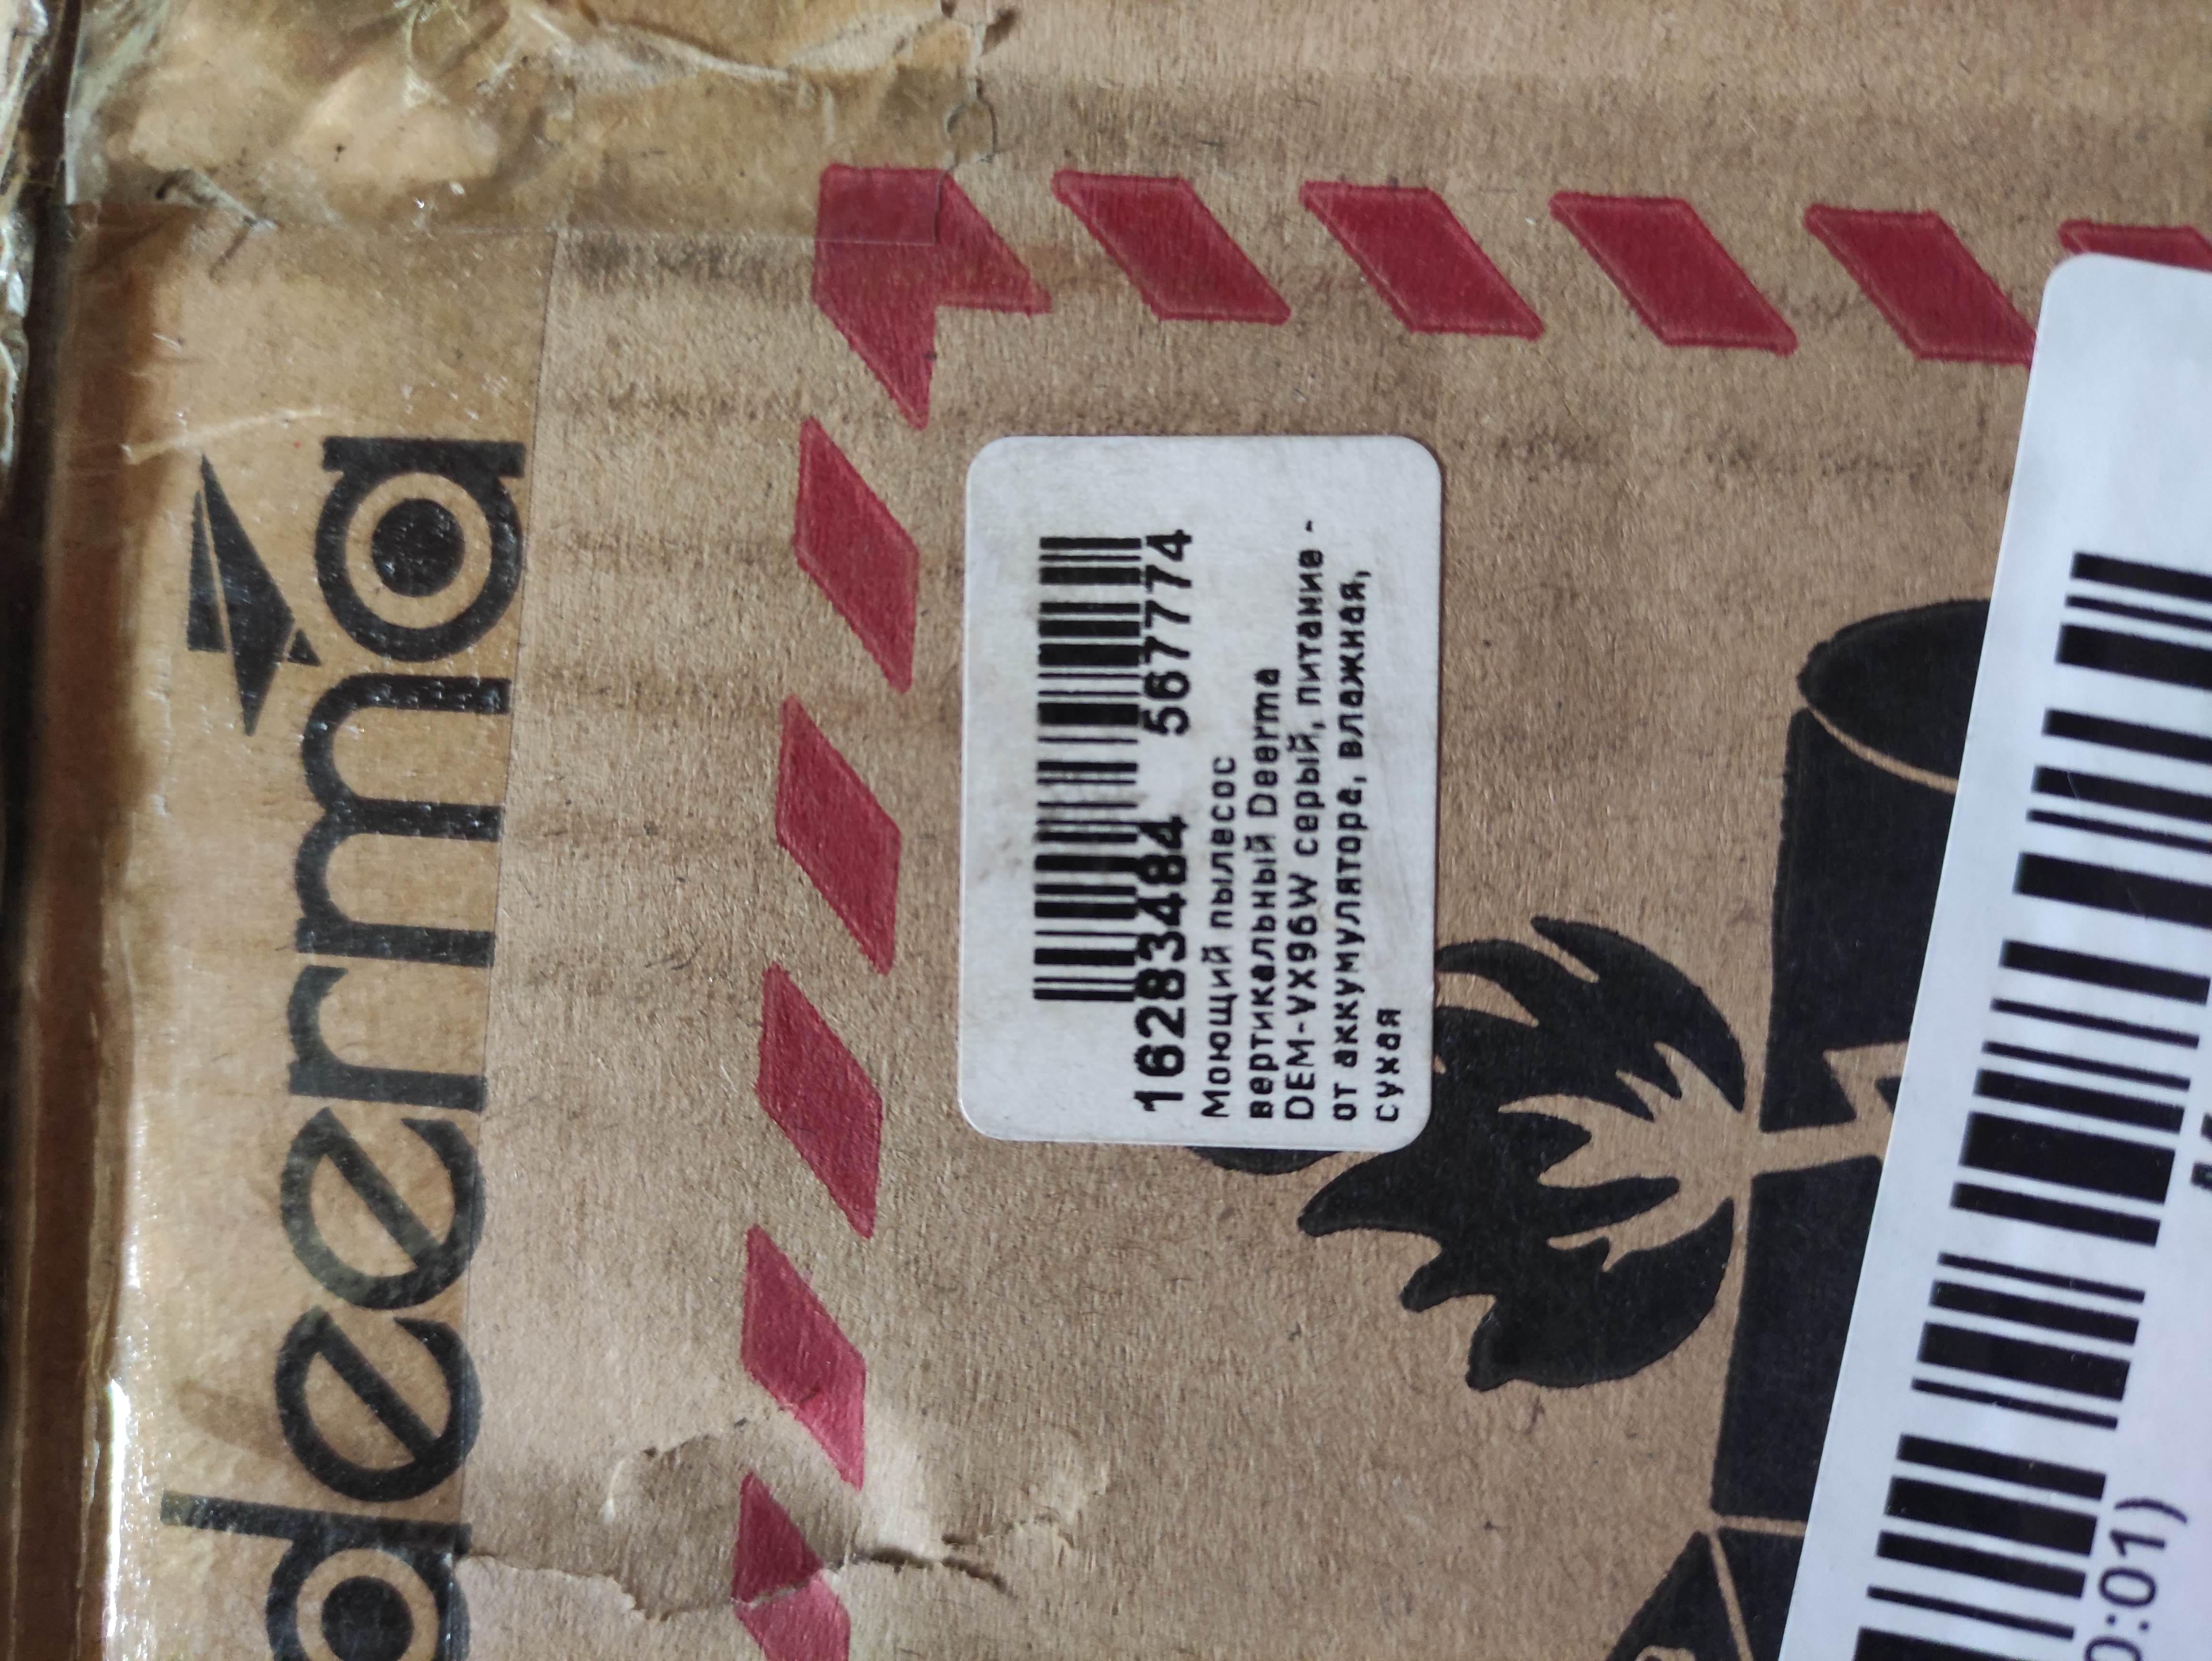 deerma
16283484 567774
Моющий пылесос
вертикальный Deerma
DEM-VX96W серый, питание -
от аккумулятора, влажная,
сухая
0:01)